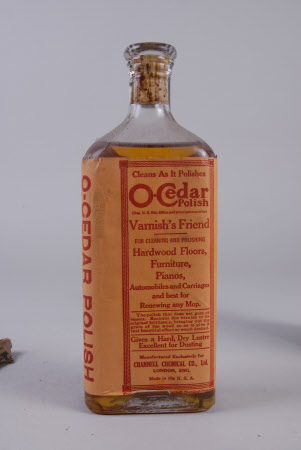 Cleans As It Polishes
O-Cedar
Polish
Varnish's Friend
FOR CLEANING AND POLISHING
Hardwood Floors,
Furniture,
Pianos,
Automobiles and Carriages
and best for
Renewing any Mop.
Gives a Hard, Dry Lustre
Excellent for Dusting
Manufactured Exclusively for
CHANNELL CHEMICAL CO., Ltd.
LONDON, ENG.
Made in the U. S. A.
O-CEDAR POLISH